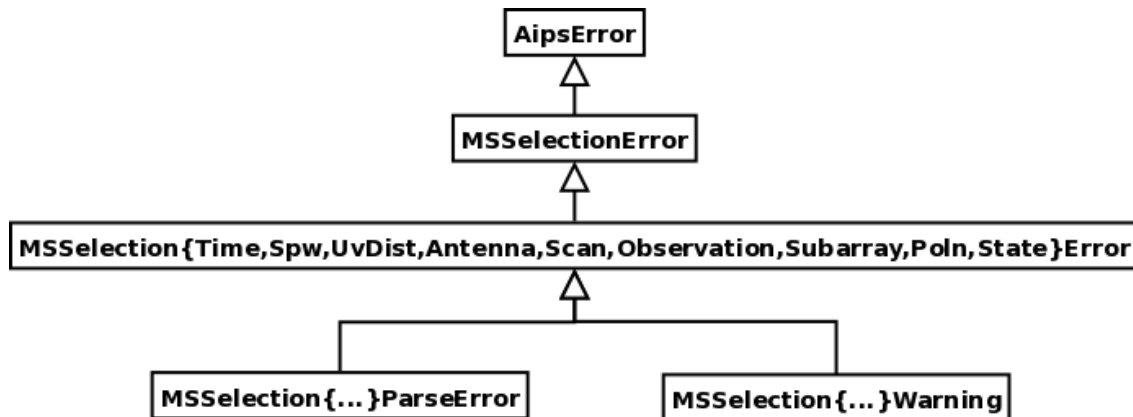 AipsError
MSSelectionError
MSSelection{Time,Spw,UvDist,Antenna,Scan,Observation,Subarray,Poln,State}Error
MSSelection{...}ParseError
MSSelection{...}Warning